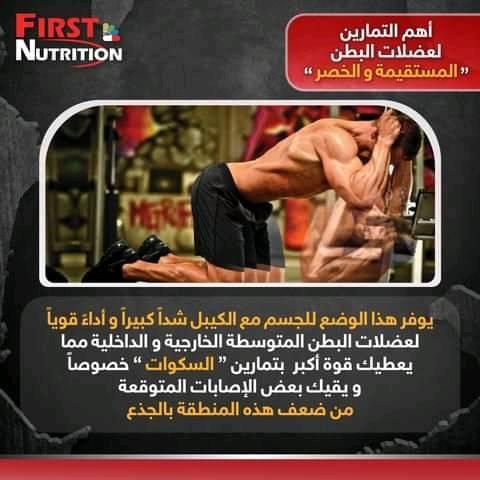 FIRST
NUTRITION
أهم التمارين
لعضلات البطن
“ المستقيمة و الخصر ”
يوفر هذا الوضع للجسم مع الكيبل شداً كبيراً و أداءً قوياً
لعضلات البطن المتوسطة الخارجية و الداخلية مما
يعطيك قوة أكبر بتمارين ” السكوات “ خصوصاً
و يقيك بعض الإصابات المتوقعة
من ضعف هذه المنطقة بالجذع